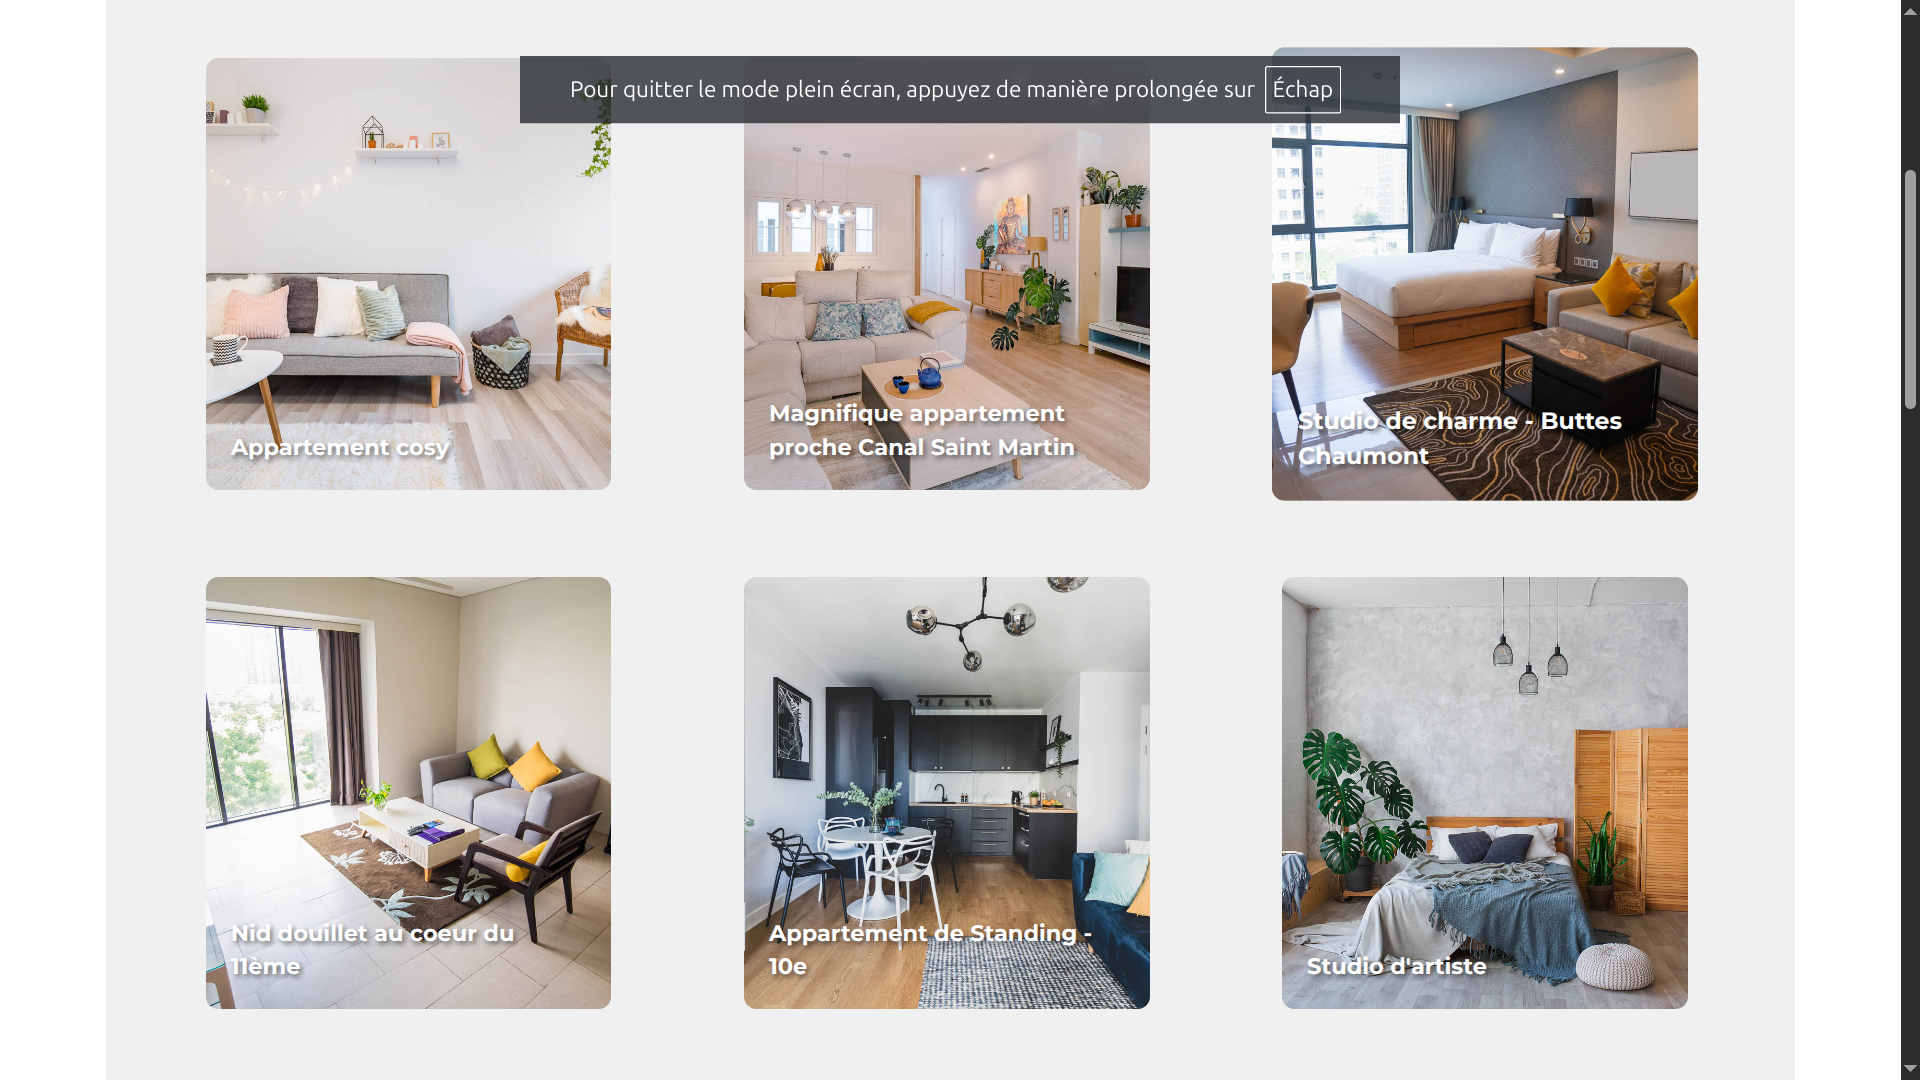 Pour quitter le mode plein écran, appuyez de manière prolongée sur Échap
Appartement cosy
Magnifique appartement
proche Canal Saint Martin
Studio de charme - Buttes
Chaumont
Nid douillet au coeur du
11ème
Appartement de Standing -
10e
Studio d'artiste